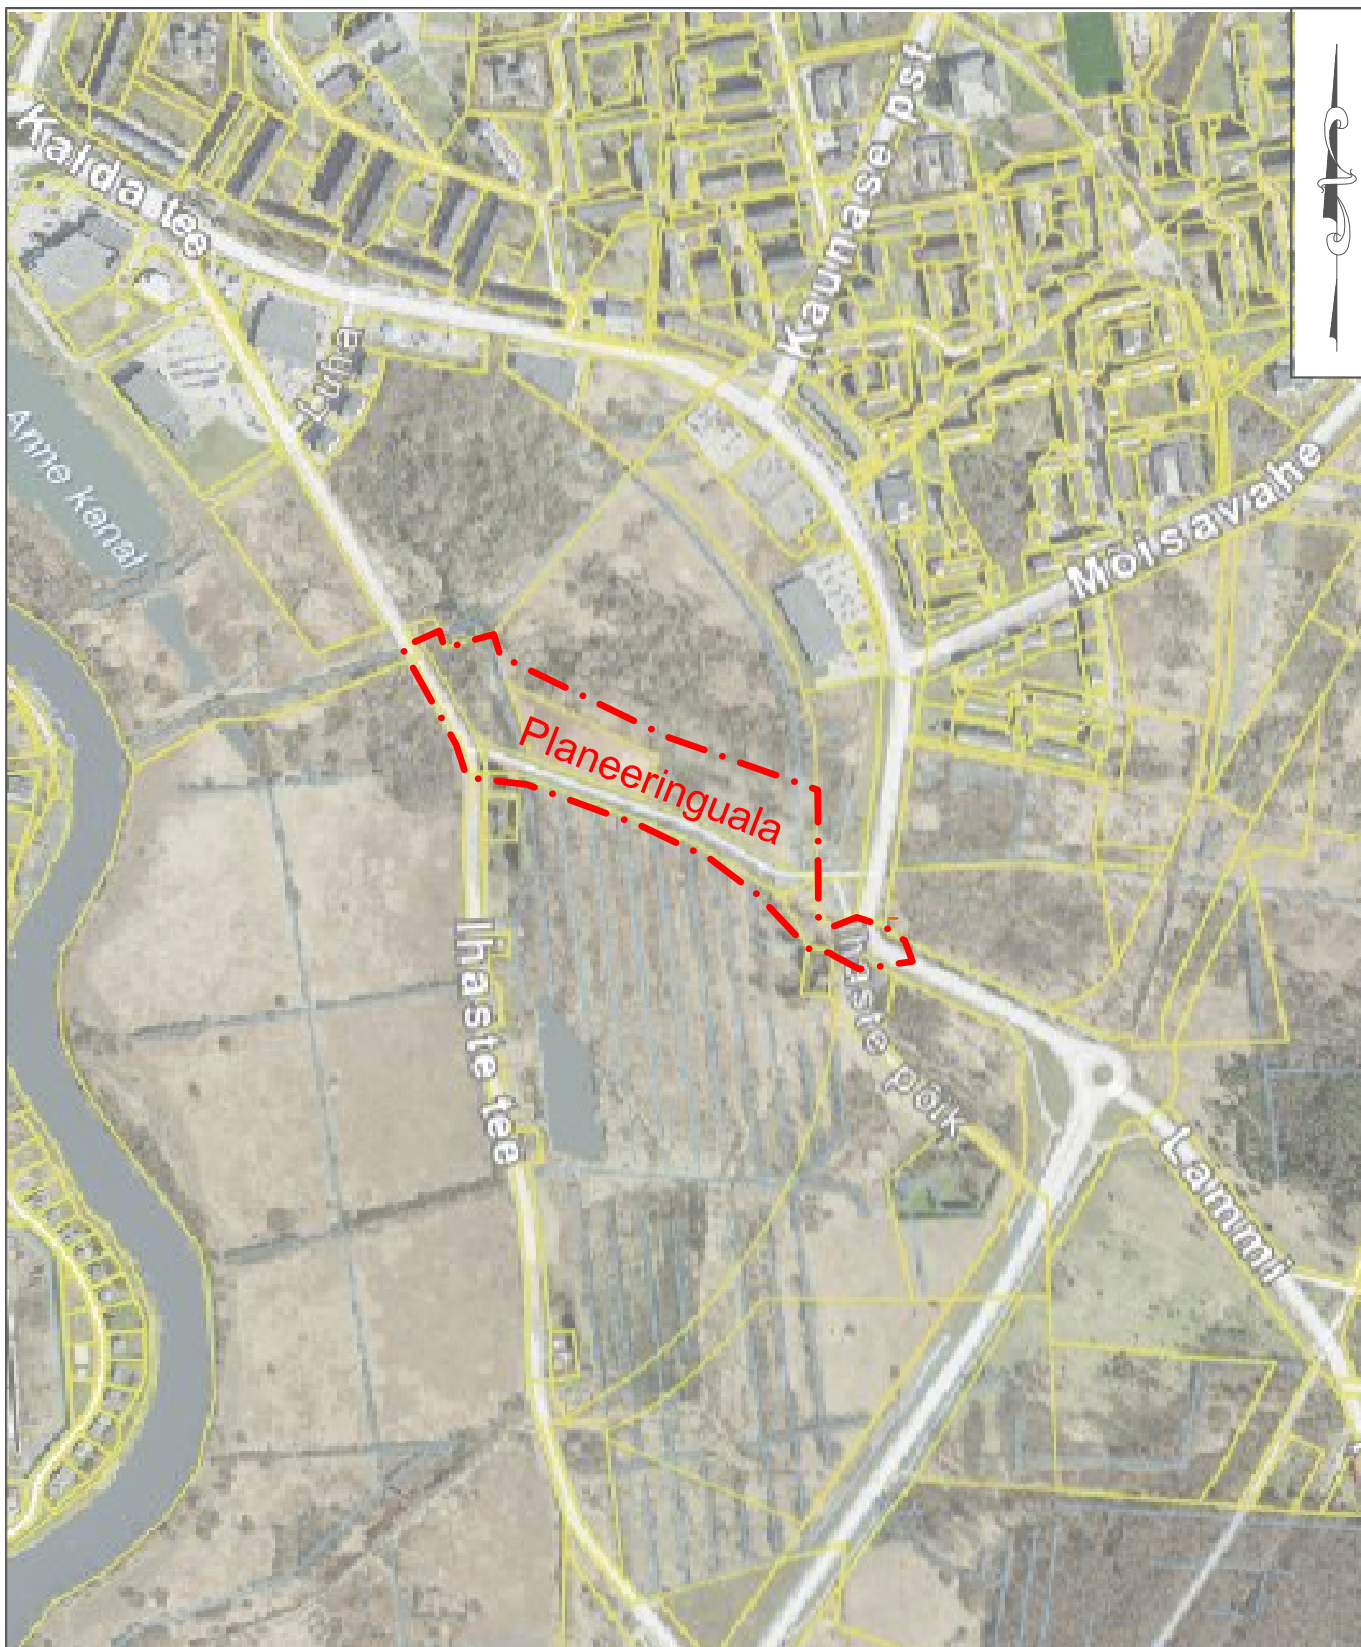 Kalda tee
Kaunase pst
Luha
Anne kanal
Mõisavahe
Planeeringuala
Ihaste tee
Ihaste põik
Lammi